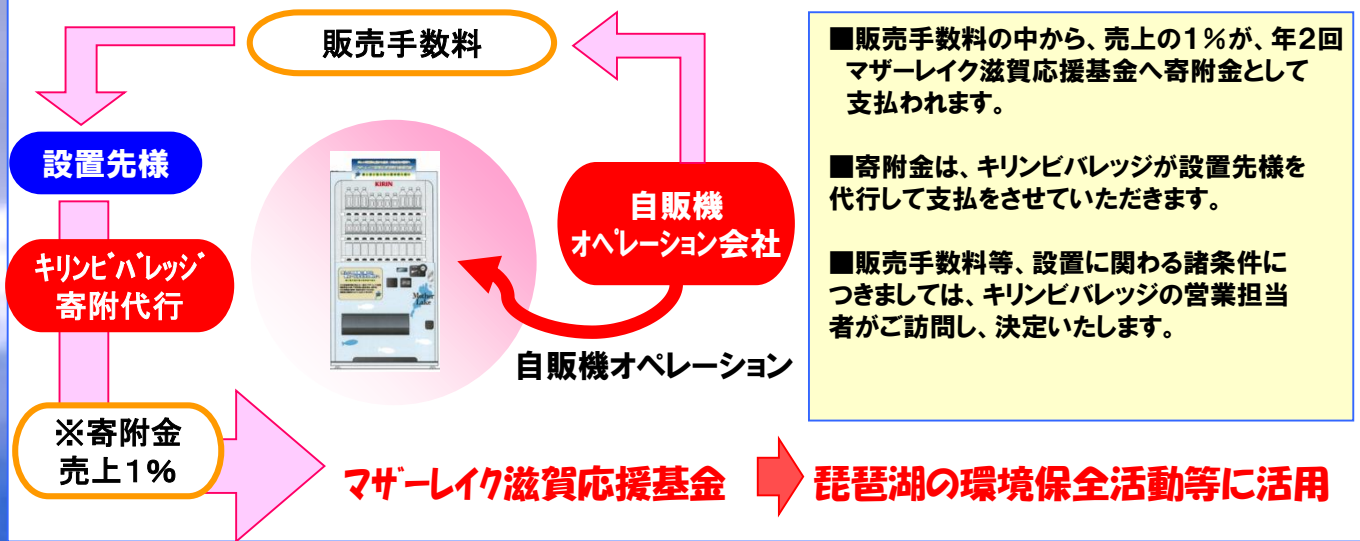 販売手数料
設置先様
キリンビバレッジ
寄附代行
※寄附金
売上1%
KIRIN
Mother
Lake
自販機
オペレーション会社
自販機オペレーション
マザーレイク滋賀応援基金
琵琶湖の環境保全活動等に活用
■販売手数料の中から、売上の1%が、年2回
マザーレイク滋賀応援基金へ寄附金として
支払われます。
■寄附金は、キリンビバレッジが設置先様を
代行して支払をさせていただきます。
■販売手数料等、設置に関わる諸条件に
つきましては、キリンビバレッジの営業担当
者がご訪問し、決定いたします。